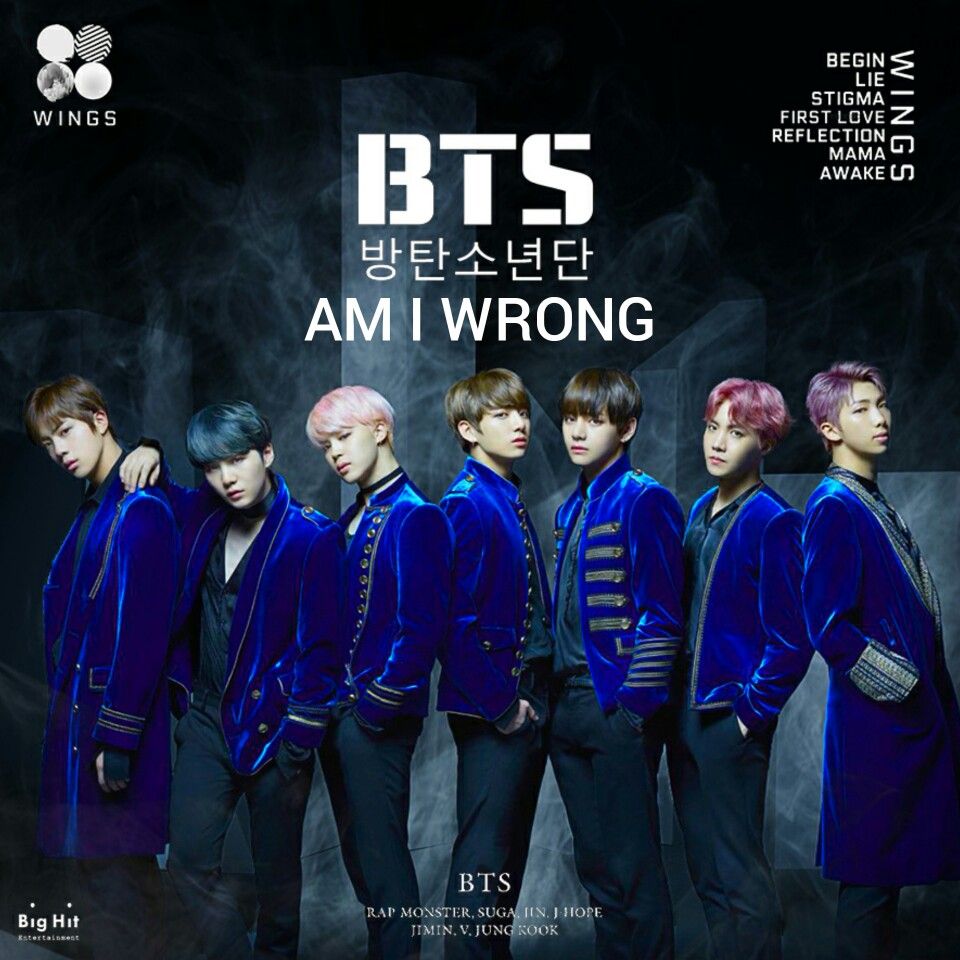 WINGS
BEGIN
LIE
STIGMA
FIRST LOVE
REFLECTION
MAMA
AWAKE
WINGS
BTS
방탄소년단
AM I WRONG
BTS
RAP MONSTER, SUGA, JIN, J-HOPE
JIMIN, V, JUNG KOOK
Big Hit
Entertainment